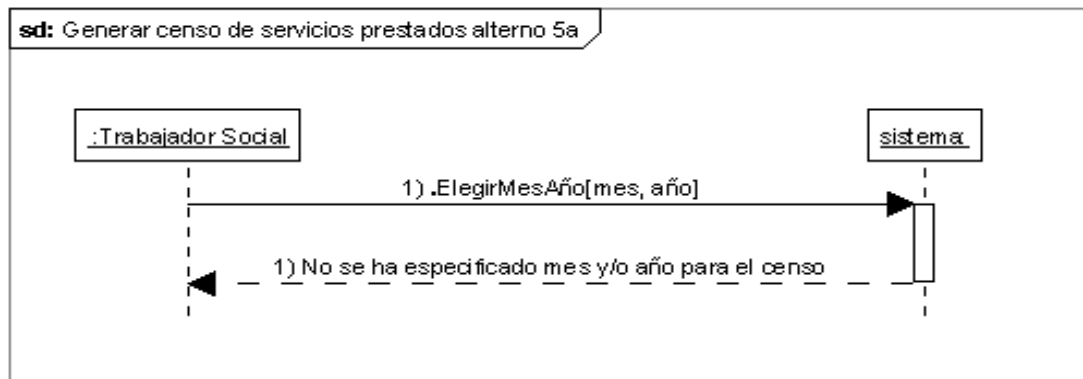 sd: Generar censo de servicios prestados alterno 5a
:Trabajador Social
sistema:
1) .ElegirMesAño[mes, año]
1) No se ha especificado mes y/o año para el censo